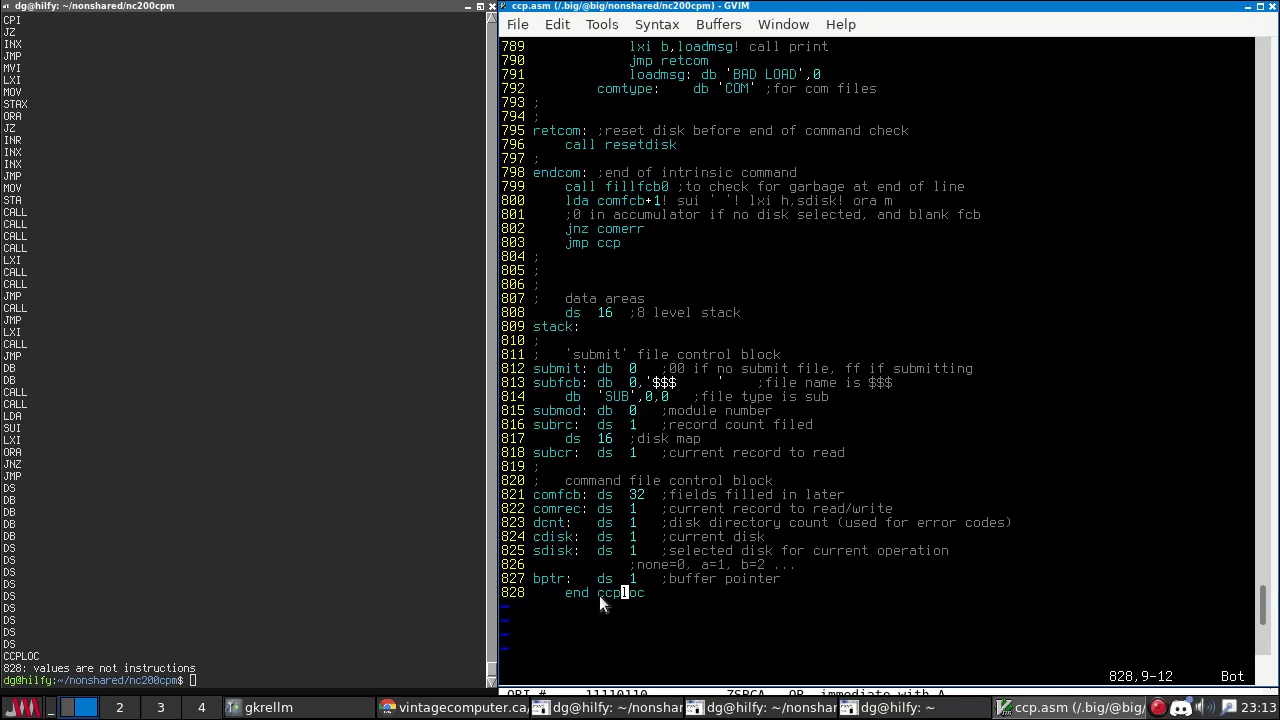 dg@hilfy: ~/nonshared/nc200cpm
CPI
JZ
INX
JMP
MVI
LXI
MOV
STAX
ORA
JZ
INR
INX
INX
JMP
MOV
STA
CALL
CALL
CALL
CALL
LXI
CALL
CALL
JMP
CALL
JMP
LXI
CALL
JMP
DB
DB
CALL
CALL
LDA
SUI
LXI
ORA
JNZ
JMP
DS
DB
DB
DB
DB
DS
DS
DS
DS
DS
DS
DS
DS
DS
CCPLOC
828: values are not instructions
dg@hilfy:~/nonshared/nc200cpm$
ccp.asm (./big/@big/nonshared/nc200cpm) - GVIM
File Edit Tools Syntax Buffers Window Help
789 lxi b,loadmsg! call print
790 jmp retcom
791 loadmsg: db 'BAD LOAD',0
792 comtype: db 'COM' ;for com files
793 ;
794 ;
795 retcom: ;reset disk before end of command check
796 call resetdisk
797 ;
798 endcom: ;end of intrinsic command
799 call fillfcb0 ;to check for garbage at end of line
800 lda comfcb+1! sui ' '! lxi h,sdisk! ora m
801 ;0 in accumulator if no disk selected, and blank fcb
802 jnz comerr
803 jmp ccp
804 ;
805 ;
806 ;
807 ; data areas
808 ds 16 ;8 level stack
809 stack:
810 ;
811 ; 'submit' file control block
812 submit: db 0 ;00 if no submit file, ff if submitting
813 subfcb: db 0,'$$$     ' ;file name is $$$
814 db 'SUB',0,0 ;file type is sub
815 submod: db 0 ;module number
816 subrc: ds 1 ;record count filed
817 ds 16 ;disk map
818 subcr: ds 1 ;current record to read
819 ;
820 ; command file control block
821 comfcb: ds 32 ;fields filled in later
822 comrec: ds 1 ;current record to read/write
823 dcnt: ds 1 ;disk directory count (used for error codes)
824 cdisk: ds 1 ;current disk
825 sdisk: ds 1 ;selected disk for current operation
826 ;none=0, a=1, b=2 ...
827 bptr: ds 1 ;buffer pointer
828 end ccploc
~
~
~
~
828,9-12 Bot
2 3 4 gkrellm vintagecomputer.ca, dg@hilfy: ~/nonshar dg@hilfy: ~/nonshar dg@hilfy: ~ ccp.asm (./big/@big/ 23:13